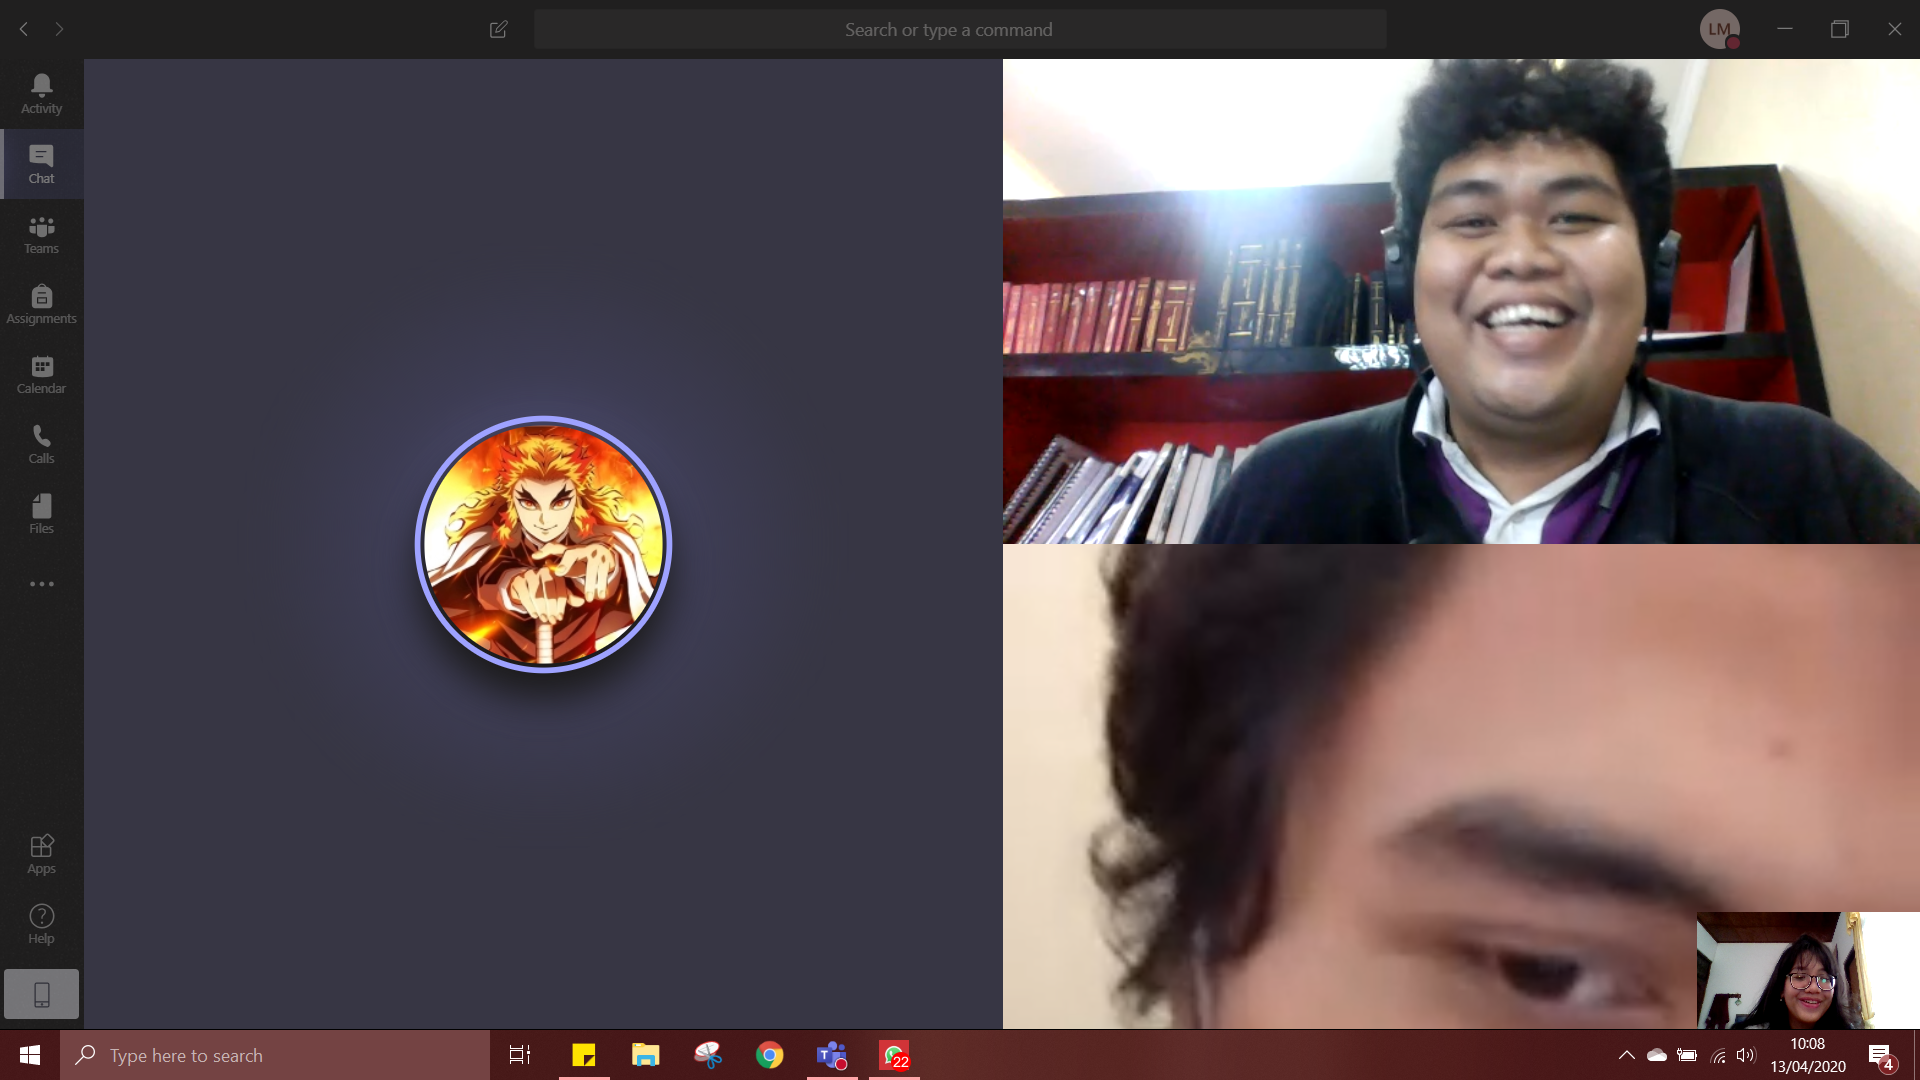 Search or type a command
LM
Activity
Chat
Teams
Assignments
Calendar
Calls
Files
Apps
Help
Type here to search
T
22
10:08
13/04/2020
4